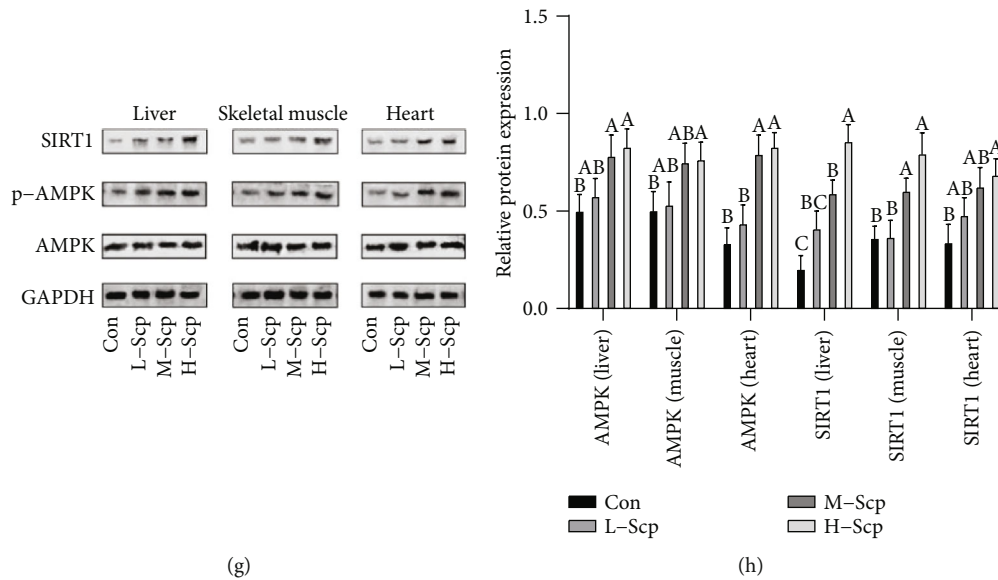 Liver
Skeletal muscle
Heart
SIRT1
p–AMPK
AMPK
GAPDH
Con
L–Scp
M–Scp
H–Scp
Con
L–Scp
M–Scp
H–Scp
Con
L–Scp
M–Scp
H–Scp
(g)
Relative protein expression
1.5
1.0
0.5
0.0
B
AB
A
A
B
B
AB
A
B
B
A
A
C
BC
B
A
B
B
A
A
B
AB
AB
A
AMPK (liver)
AMPK (muscle)
AMPK (heart)
SIRT1 (liver)
SIRT1 (muscle)
SIRT1 (heart)
Con
L–Scp
M–Scp
H–Scp
(h)